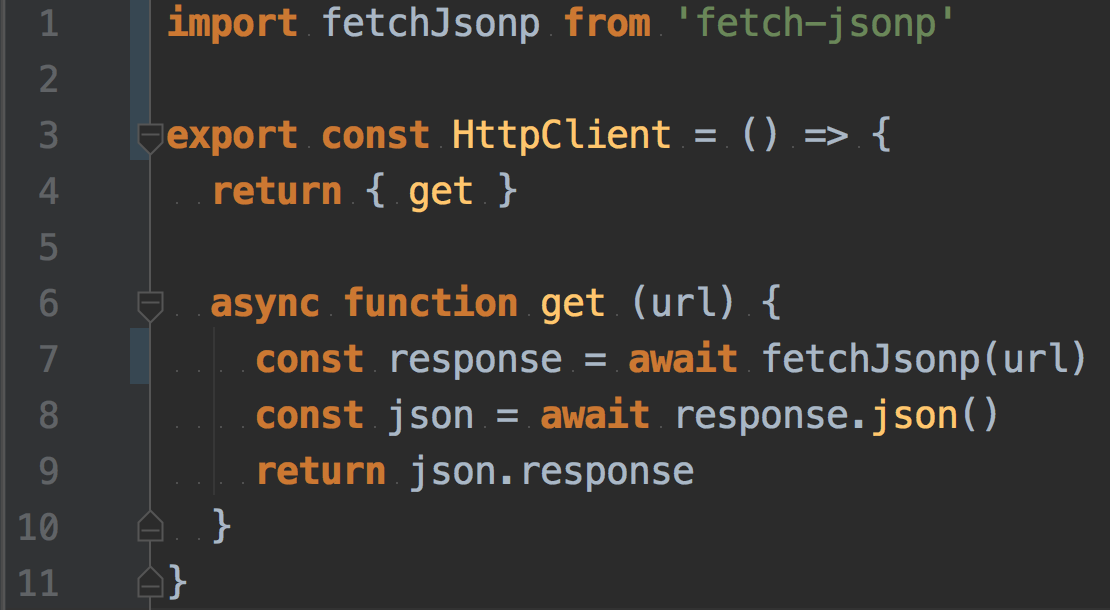 1 import fetchJsonp from 'fetch-jsonp'
2
3 export const HttpClient = () => {
4   return { get }
5
6   async function get (url) {
7     const response = await fetchJsonp(url)
8     const json = await response.json()
9     return json.response
10   }
11 }